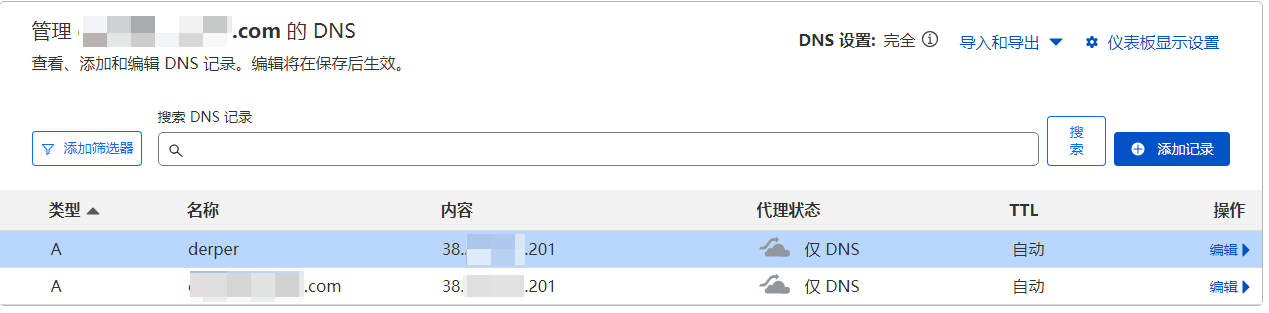 管理 .com 的 DNS
DNS 设置: 完全
导入和导出
仪表板显示设置
查看、添加和编辑 DNS 记录。编辑将在保存后生效。
搜索 DNS 记录
添加筛选器
搜
索
添加记录
类型 名称 内容 代理状态 TTL 操作
A derper 38. .201 仅 DNS 自动 编辑
A .com 38. .201 仅 DNS 自动 编辑